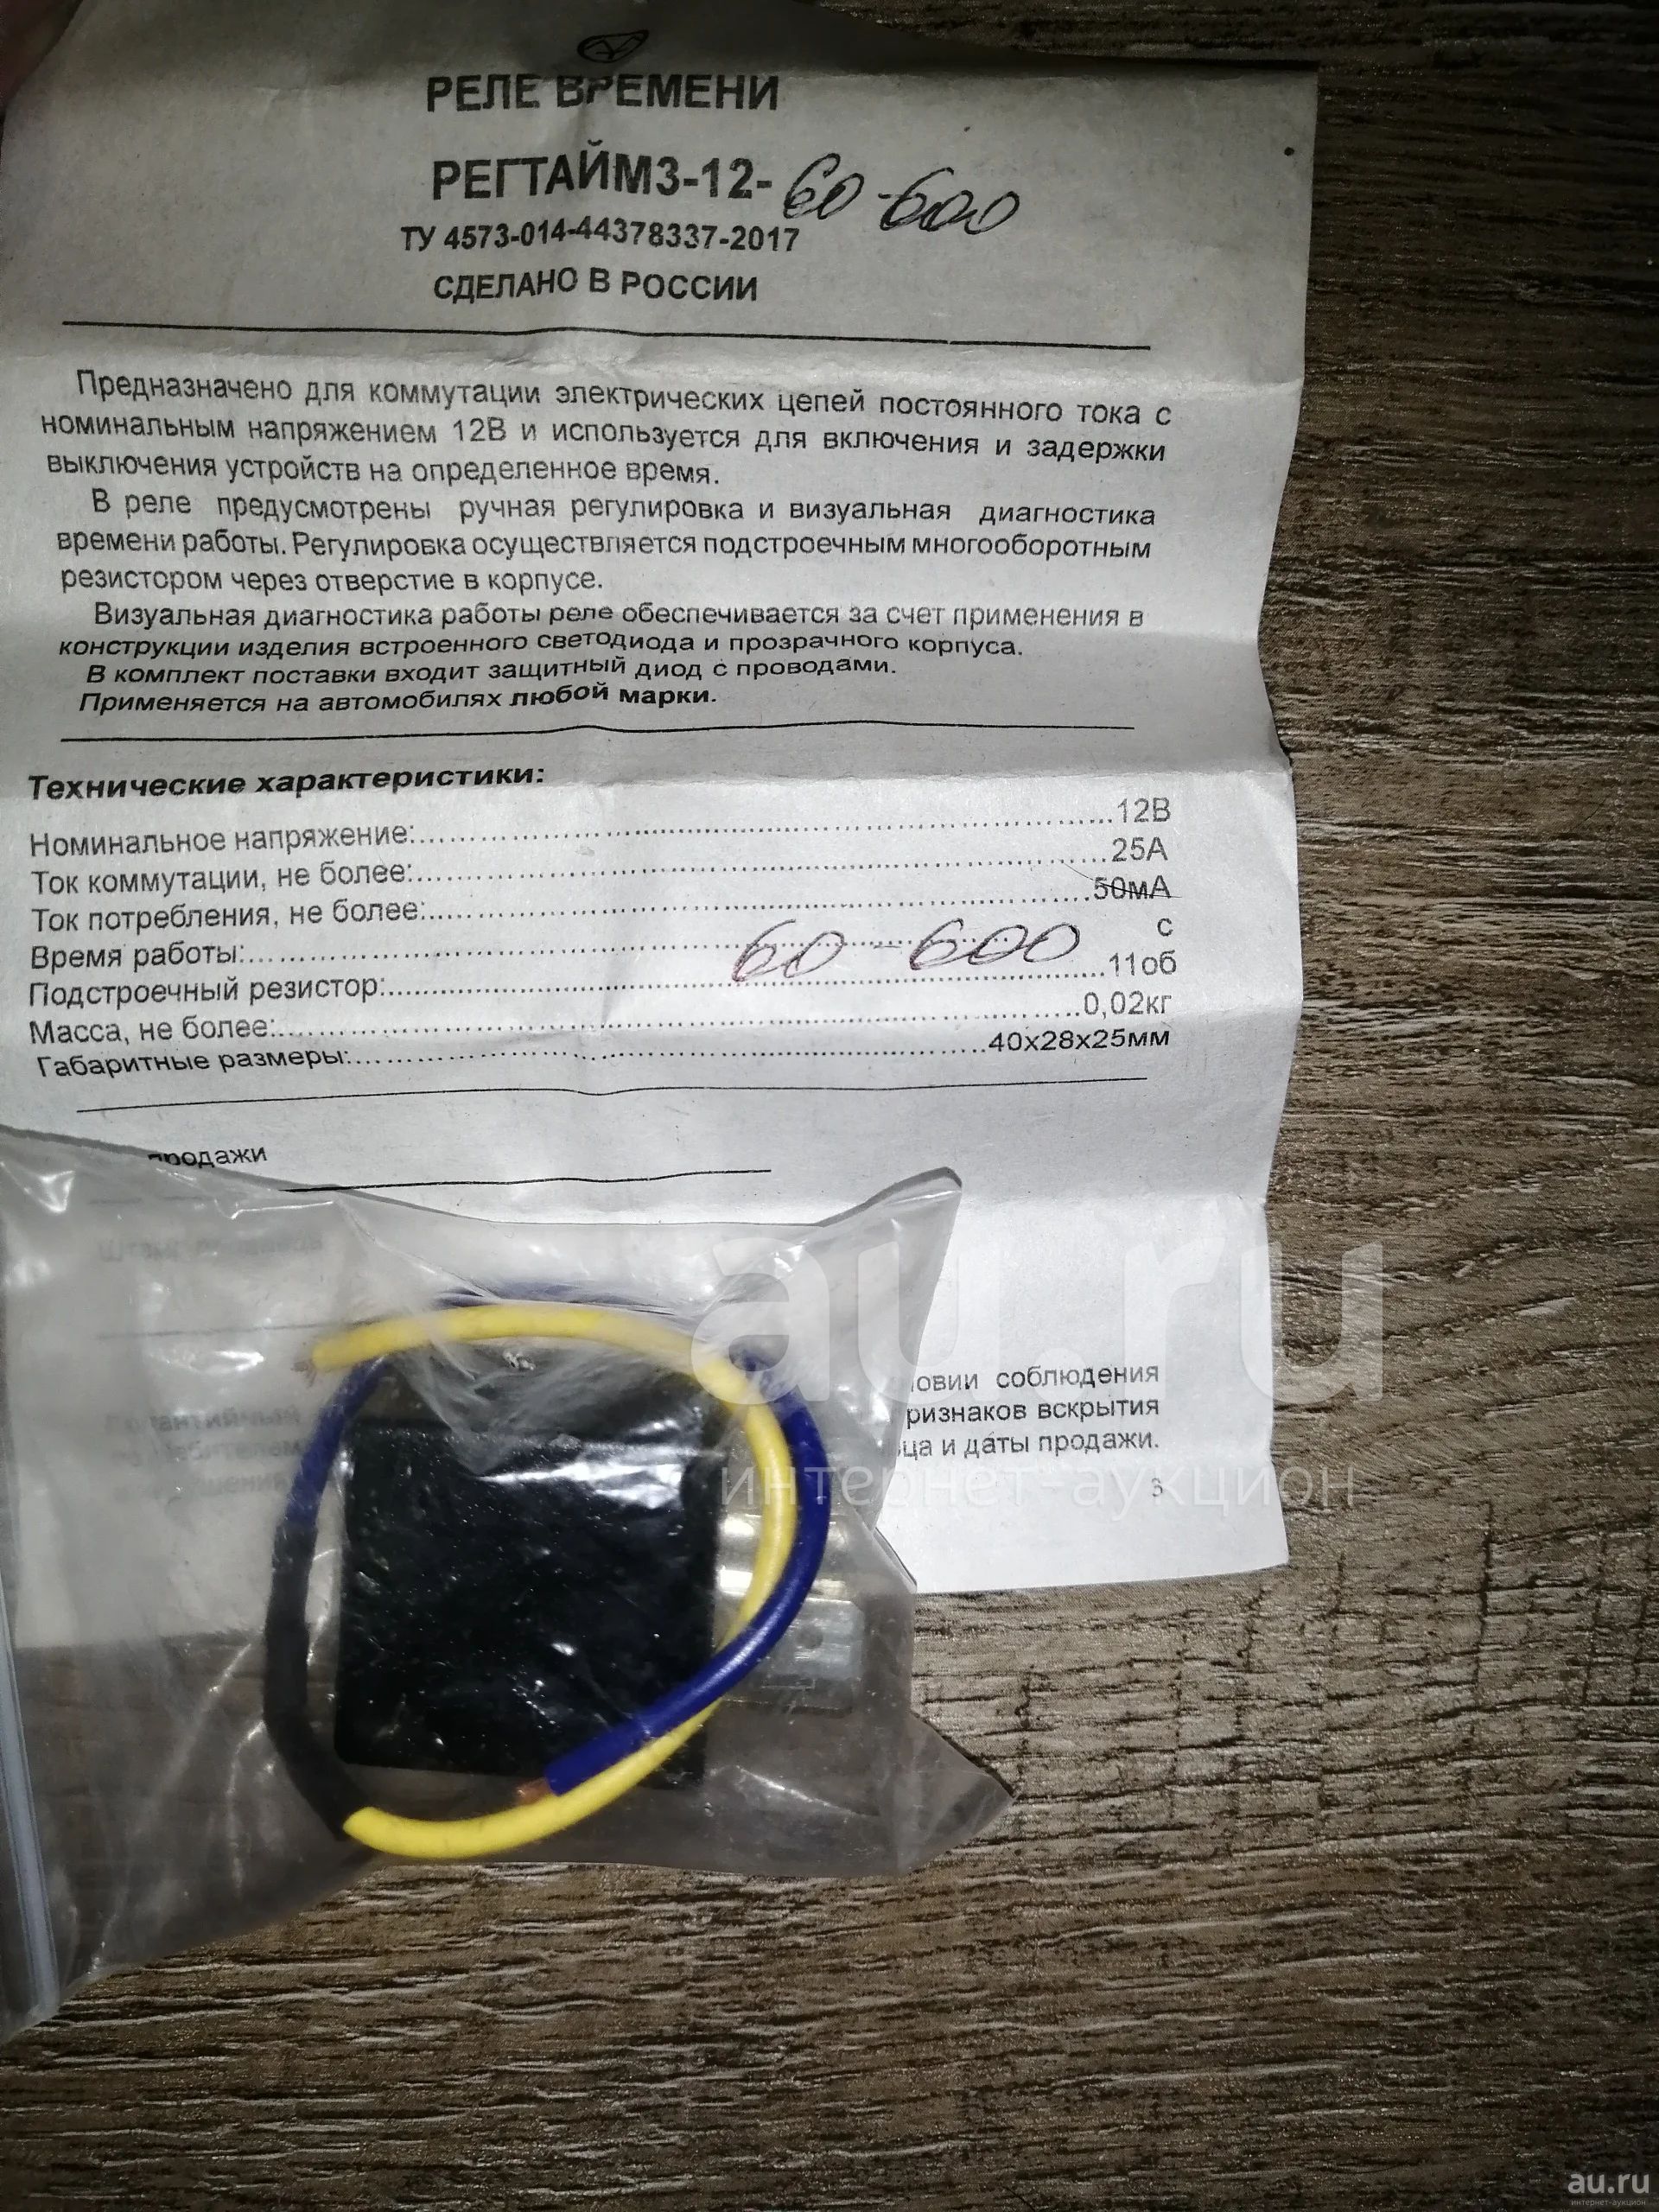 РЕЛЕ ВРЕМЕНИ
РЕГТАЙМ3-12-60-600
ТУ 4573-014-44378337-2017
СДЕЛАНО В РОССИИ
Предназначено для коммутации электрических цепей постоянного тока с
номинальным напряжением 12В и используется для включения и задержки
выключения устройств на определенное время.
В реле предусмотрены ручная регулировка и визуальная диагностика
времени работы. Регулировка осуществляется подстроечным многооборотным
резистором через отверстие в корпусе.
Визуальная диагностика работы реле обеспечивается за счет применения в
конструкции изделия встроенного светодиода и прозрачного корпуса.
В комплект поставки входит защитный диод с проводами.
Применяется на автомобилях любой марки.
Технические характеристики:
Номинальное напряжение:..........12В
Ток коммутации, не более:..........25А
Ток потребления, не более:..........50мА
Время работы:..........60-600 с
Подстроечный резистор:..........11об
Масса, не более:..........0,02кг
Габаритные размеры:..........40х28х25мм
продажи
овии соблюдения
ризнаков вскрытия
ца и даты продажи.
3
au.ru
интернет-аукцион
au.ru
интернет-аукцион